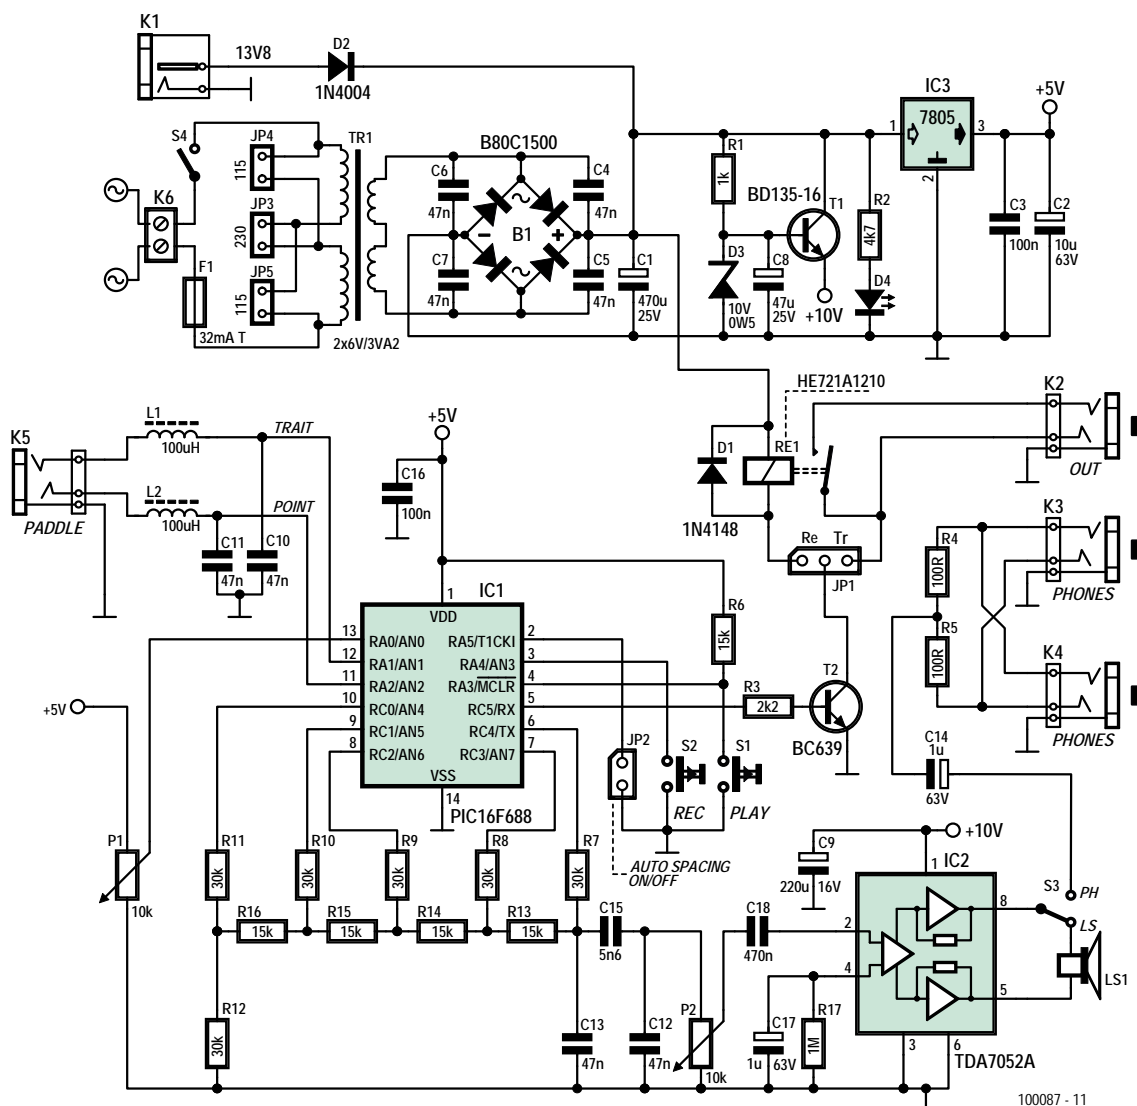 K1
13V8
D2
1N4004
IC3
7805
1
3
2
+5V
S4
JP4
115
TR1
B80C1500
K6
JP3
230
F1
JP5
115
32mA T
2x6V/3VA2
C6
47n
C4
47n
B1
–
+
C7
47n
C5
47n
C1
470u
25V
R1
1k
BD135-16
T1
D3
10V
0W5
C8
47u
25V
+10V
R2
4k7
D4
C3
100n
C2
10u
63V
HE721A1210
K2
OUT
K5
PADDLE
L1
100uH
TRAIT
L2
100uH
POINT
C11
47n
C10
47n
+5V
C16
100n
D1
1N4148
RE1
Re
Tr
JP1
K3
PHONES
R4
100R
R5
100R
K4
PHONES
IC1
1
VDD
13
RA0/AN0
RA5/T1CKI
2
12
RA1/AN1
RA4/AN3
3
11
RA2/AN2
RA3/MCLR
4
10
RC0/AN4
RC5/RX
5
9
RC1/AN5
RC4/TX
6
8
RC2/AN6
RC3/AN7
7
VSS
14
PIC16F688
R6
15k
R3
2k2
T2
BC639
+5V
JP2
S2
REC
S1
PLAY
AUTO SPACING
ON/OFF
C14
1u
63V
P1
10k
R11
30k
R10
30k
R9
30k
R8
30k
R7
30k
R16
15k
R15
15k
R14
15k
R13
15k
C15
5n6
R12
30k
C13
47n
C12
47n
P2
10k
C18
470n
C9
220u
16V
+10V
1
IC2
2
4
8
5
3
6
TDA7052A
C17
1u
63V
R17
1M
S3
PH
LS
LS1
100087 - 11